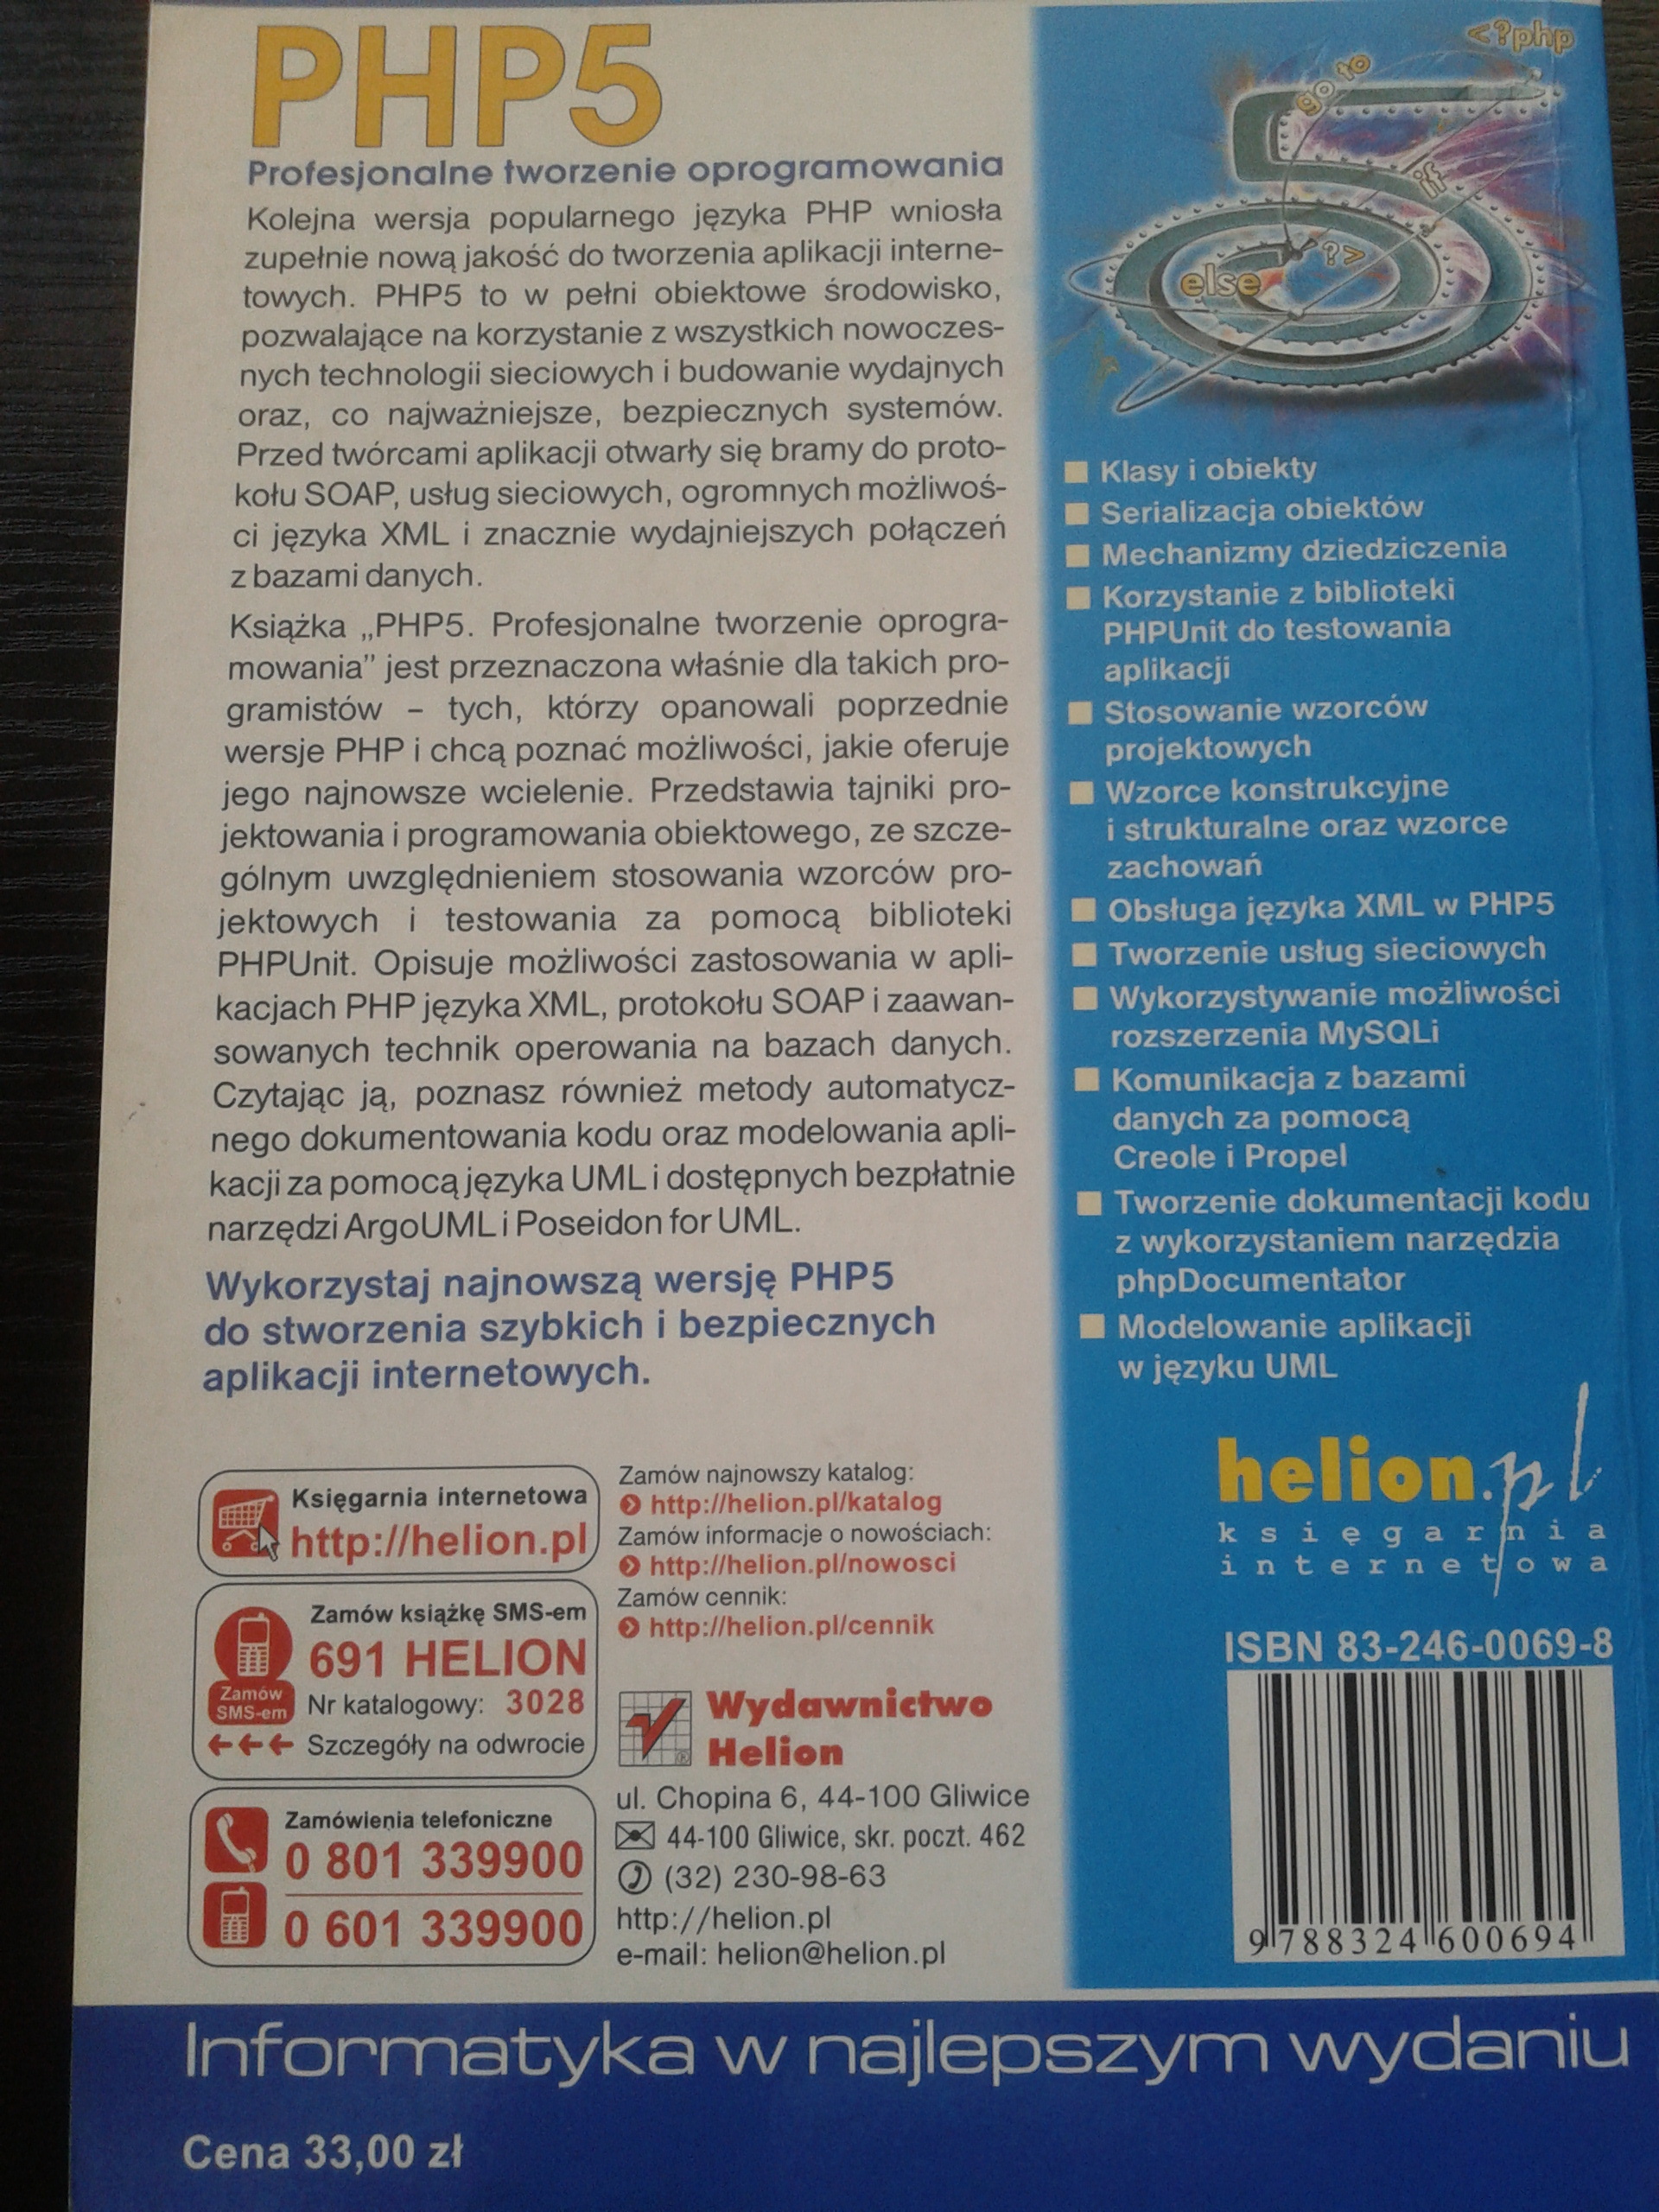 PHP5
Profesjonalne tworzenie oprogramowania
Kolejna wersja popularnego języka PHP wniosła
zupełnie nową jakość do tworzenia aplikacji interne-
towych. PHP5 to w pełni obiektowe środowisko,
pozwalające na korzystanie z wszystkich nowoczes-
nych technologii sieciowych i budowanie wydajnych
oraz, co najważniejsze, bezpiecznych systemów.
Przed twórcami aplikacji otwarły się bramy do proto-
kołu SOAP, usług sieciowych, ogromnych możliwoś-
ci języka XML i znacznie wydajniejszych połączeń
z bazami danych.
Książka „PHP5. Profesjonalne tworzenie oprogra-
mowania” jest przeznaczona właśnie dla takich pro-
gramistów – tych, którzy opanowali poprzednie
wersje PHP i chcą poznać możliwości, jakie oferuje
jego najnowsze wcielenie. Przedstawia tajniki pro-
jektowania i programowania obiektowego, ze szcze-
gólnym uwzględnieniem stosowania wzorców pro-
jektowych i testowania za pomocą biblioteki
PHPUnit. Opisuje możliwości zastosowania w apli-
kacjach PHP języka XML, protokołu SOAP i zaawan-
sowanych technik operowania na bazach danych.
Czytając ją, poznasz również metody automatycz-
nego dokumentowania kodu oraz modelowania apli-
kacji za pomocą języka UML i dostępnych bezpłatnie
narzędzi ArgoUML i Poseidon for UML.
Wykorzystaj najnowszą wersję PHP5
do stworzenia szybkich i bezpiecznych
aplikacji internetowych.
Księgarnia internetowa
http://helion.pl
Zamów książkę SMS-em
691 HELION
Zamów
SMS-em
Nr katalogowy: 3028
Szczegóły na odwrocie
Zamówienia telefoniczne
0 801 339900
0 601 339900
Zamów najnowszy katalog:
http://helion.pl/katalog
Zamów informacje o nowościach:
http://helion.pl/nowosci
Zamów cennik:
http://helion.pl/cennik
Wydawnictwo
Helion
®
ul. Chopina 6, 44-100 Gliwice
44-100 Gliwice, skr. poczt. 462
(32) 230-98-63
http://helion.pl
e-mail: helion@helion.pl
<?php
go to
if
?>
else
Klasy i obiekty
Serializacja obiektów
Mechanizmy dziedziczenia
Korzystanie z biblioteki
PHPUnit do testowania
aplikacji
Stosowanie wzorców
projektowych
Wzorce konstrukcyjne
i strukturalne oraz wzorce
zachowań
Obsługa języka XML w PHP5
Tworzenie usług sieciowych
Wykorzystywanie możliwości
rozszerzenia MySQLi
Komunikacja z bazami
danych za pomocą
Creole i Propel
Tworzenie dokumentacji kodu
z wykorzystaniem narzędzia
phpDocumentator
Modelowanie aplikacji
w języku UML
helion.pl
księgarnia
internetowa
ISBN 83-246-0069-8
9 788324 600694
Informatyka w najlepszym wydaniu
Cena 33,00 zł